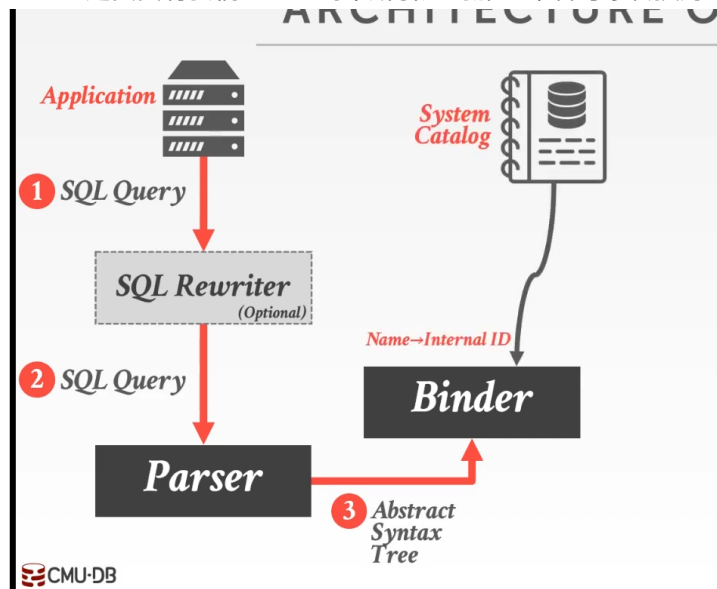 ARCHITECTURE O
Application
System
Catalog
1 SQL Query
SQL Rewriter
(Optional)
Name→Internal ID
2 SQL Query
Binder
Parser
3 Abstract
Syntax
Tree
CMU·DB